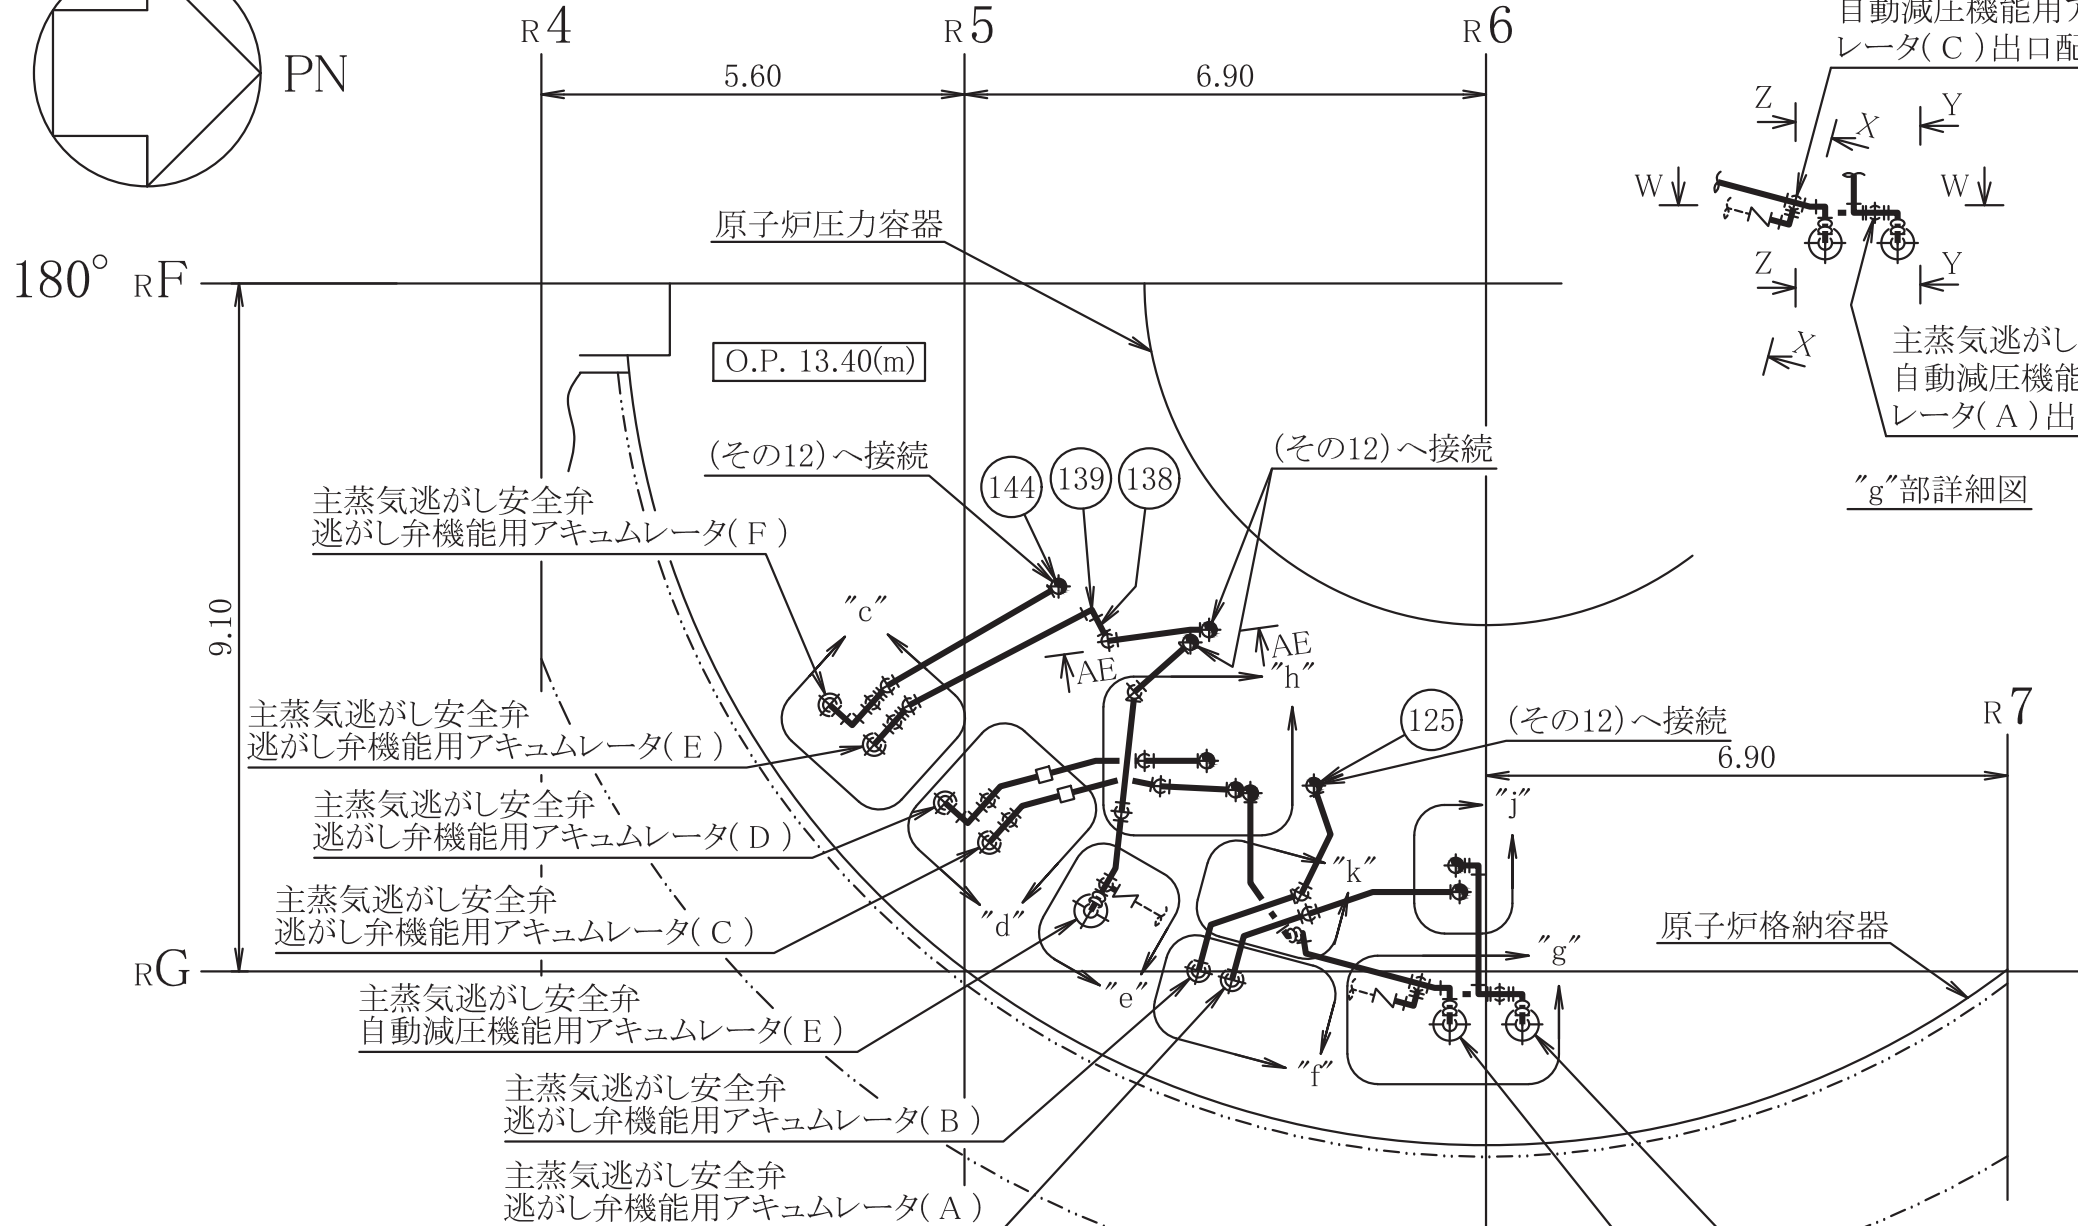 R4
R5
R6
自動減圧機能用ア
レータ( C )出口配
PN
5.60
6.90
Z
Y
X
W
W
原子炉圧力容器
180° RF
Z
Y
X
主蒸気逃がし
自動減圧機能
レータ( A )出
O.P. 13.40(m)
(その12)へ接続
(その12)へ接続
144
139
138
"g"部詳細図
主蒸気逃がし安全弁
逃がし弁機能用アキュムレータ( F )
9.10
"c"
AE
AE
"h"
主蒸気逃がし安全弁
逃がし弁機能用アキュムレータ( E )
125
(その12)へ接続
R7
6.90
主蒸気逃がし安全弁
逃がし弁機能用アキュムレータ( D )
"j"
"k"
主蒸気逃がし安全弁
逃がし弁機能用アキュムレータ( C )
"d"
原子炉格納容器
"g"
RG
主蒸気逃がし安全弁
自動減圧機能用アキュムレータ( E )
"e"
"f"
主蒸気逃がし安全弁
逃がし弁機能用アキュムレータ( B )
主蒸気逃がし安全弁
逃がし弁機能用アキュムレータ( A )